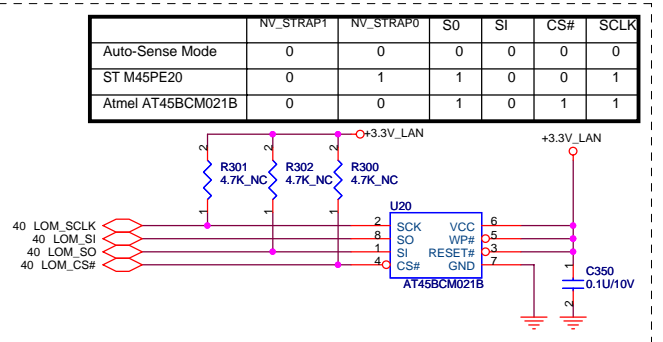 NV_STRAP1 NV_STRAP0 S0 SI CS# SCLK
Auto-Sense Mode 0 0 0 0 0 0
ST M45PE20 0 1 1 0 0 1
Atmel AT45BCM021B 0 0 1 0 1 1
+3.3V_LAN
+3.3V_LAN
2 2 2
R301 R302 R300
4.7K_NC 4.7K_NC 4.7K_NC
1 1 1
U20
40 LOM_SCLK 2 SCK VCC 6
40 LOM_SI 8 SO WP# 5
40 LOM_SO 1 SI RESET# 3
40 LOM_CS# 4 CS# GND 7
AT45BCM021B
1
C350
0.1U/10V
2